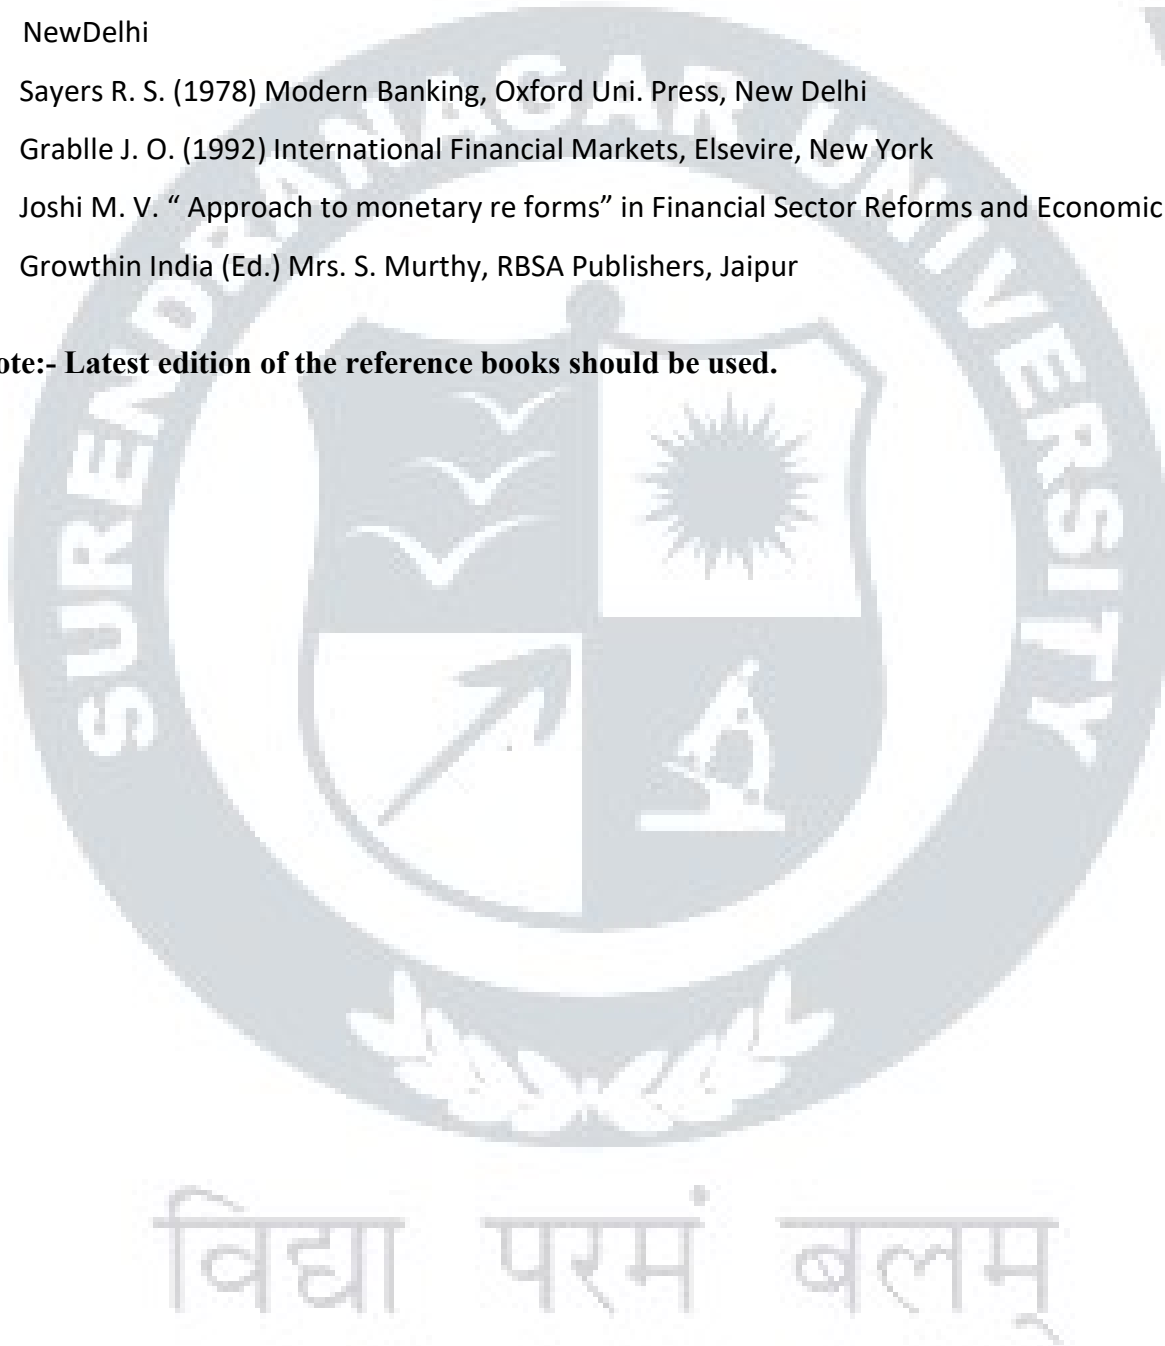 NewDelhi
Sayers R. S. (1978) Modern Banking, Oxford Uni. Press, New Delhi
Grablle J. O. (1992) International Financial Markets, Elsevire, New York
Joshi M. V. “ Approach to monetary re forms” in Financial Sector Reforms and Economic
Growthin India (Ed.) Mrs. S. Murthy, RBSA Publishers, Jaipur
ote:- Latest edition of the reference books should be used.
SURENDRANAGAR UNIVERSITY
विद्या परमं बलम्